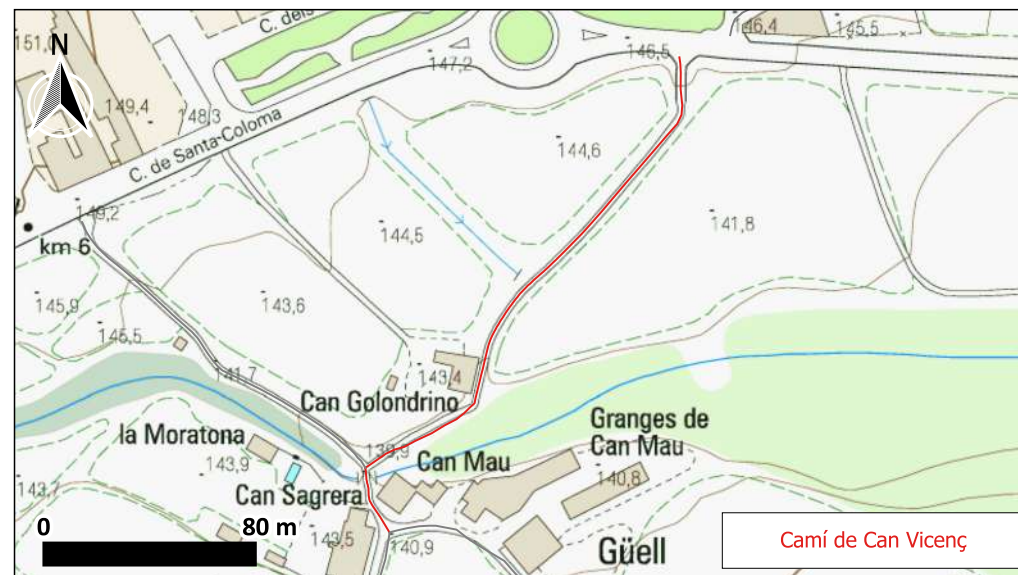 C. dels
146,4
145,5
151,
N
147,2
146,5
149,4
148,3
C. de Santa-Coloma
144,6
149,2
km 6
144,5
141,8
145,9
143,6
145,5
141,7
143,4
Can Golondrino
Granges de
Can Mau
la Moratona
139,9
Can Mau
143,9
140,8
143,7
Can Sagrera
0
80 m
143,5
140,9
Güell
Camí de Can Vicenç